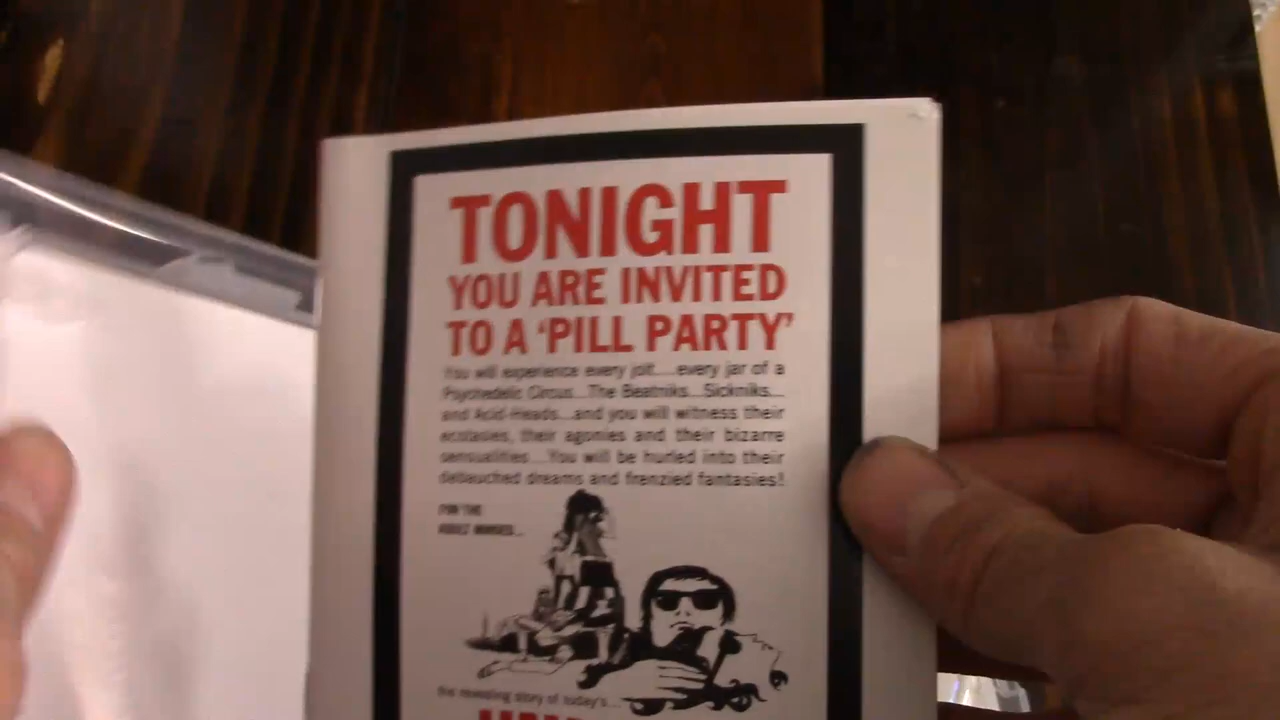 TONIGHT
YOU ARE INVITED
TO A 'PILL PARTY'
You will experience every jolt....every jar of a
Psychedelic Circus...The Beatniks...Sickniks...
and Acid-Heads...and you will witness their
ecstasies, their agonies and their bizarre
sensualities...You will be hurled into their
debauched dreams and frenzied fantasies!
FOR THE
ADULT
the revealing story of today's...